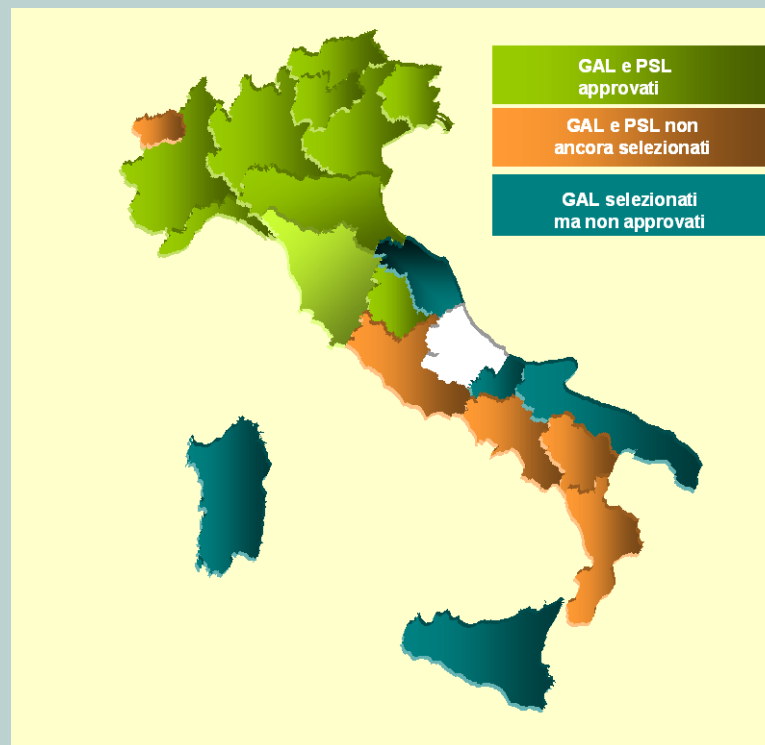 GAL e PSL
approvati
GAL e PSL non
ancora selezionati
GAL selezionati
ma non approvati